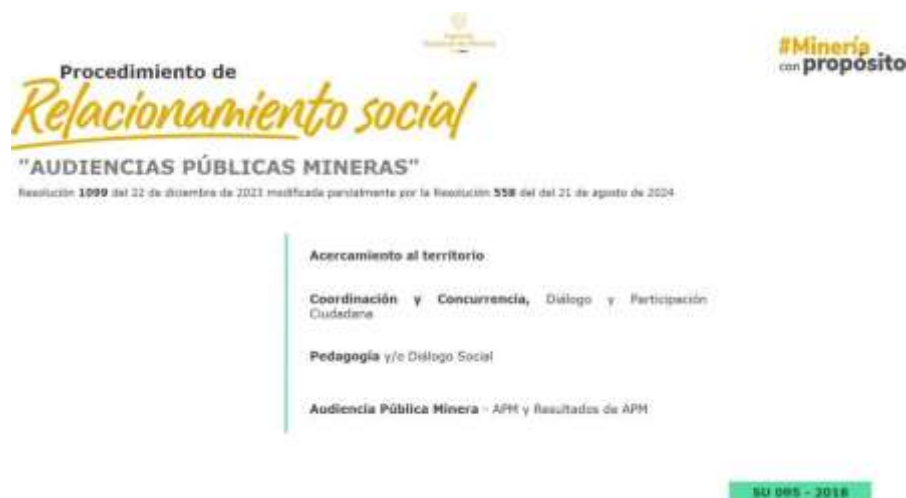 #Minería
con propósito
Procedimiento de
Relacionamiento social
"AUDIENCIAS PÚBLICAS MINERAS"
Resolución 1099 del 22 de diciembre de 2023 modificada parcialmente por la Resolución 558 del del 21 de agosto de 2024
Acercamiento al territorio
Coordinación y Concurrencia, Diálogo y Participación
Ciudadana
Pedagogía y/o Diálogo Social
Audiencia Pública Minera - APM y Resultados de APM
SU 095 - 2018